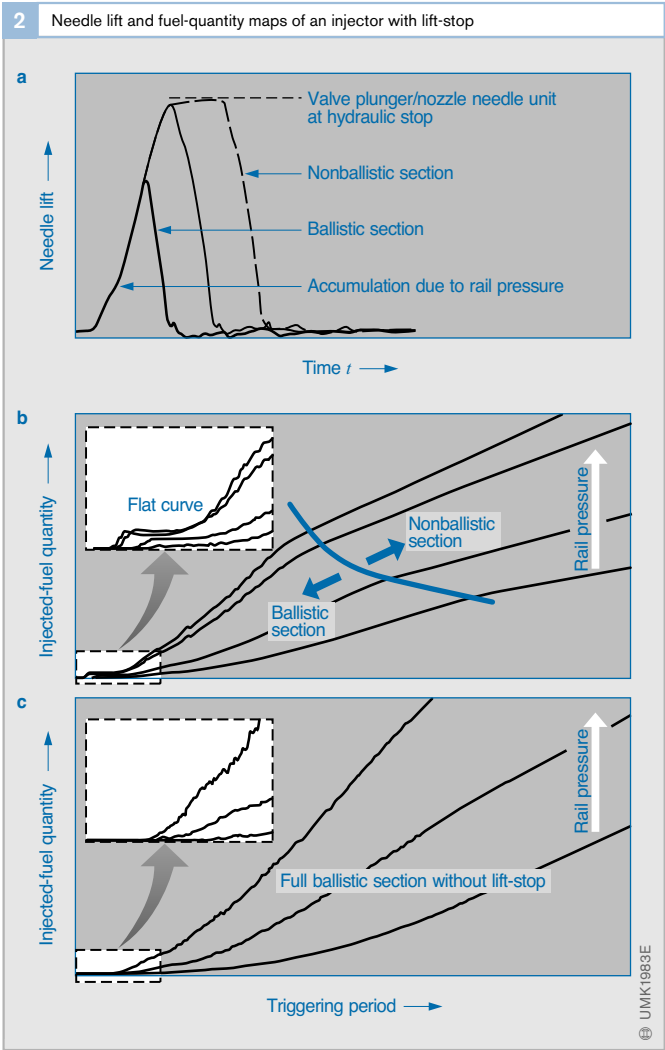 2 Needle lift and fuel-quantity maps of an injector with lift-stop
a
Needle lift
Valve plunger/nozzle needle unit
at hydraulic stop
Nonballistic section
Ballistic section
Accumulation due to rail pressure
Time t
b
Injected-fuel quantity
Flat curve
Nonballistic
section
Ballistic
section
Rail pressure
c
Injected-fuel quantity
Rail pressure
Full ballistic section without lift-stop
Triggering period
UMK1983E